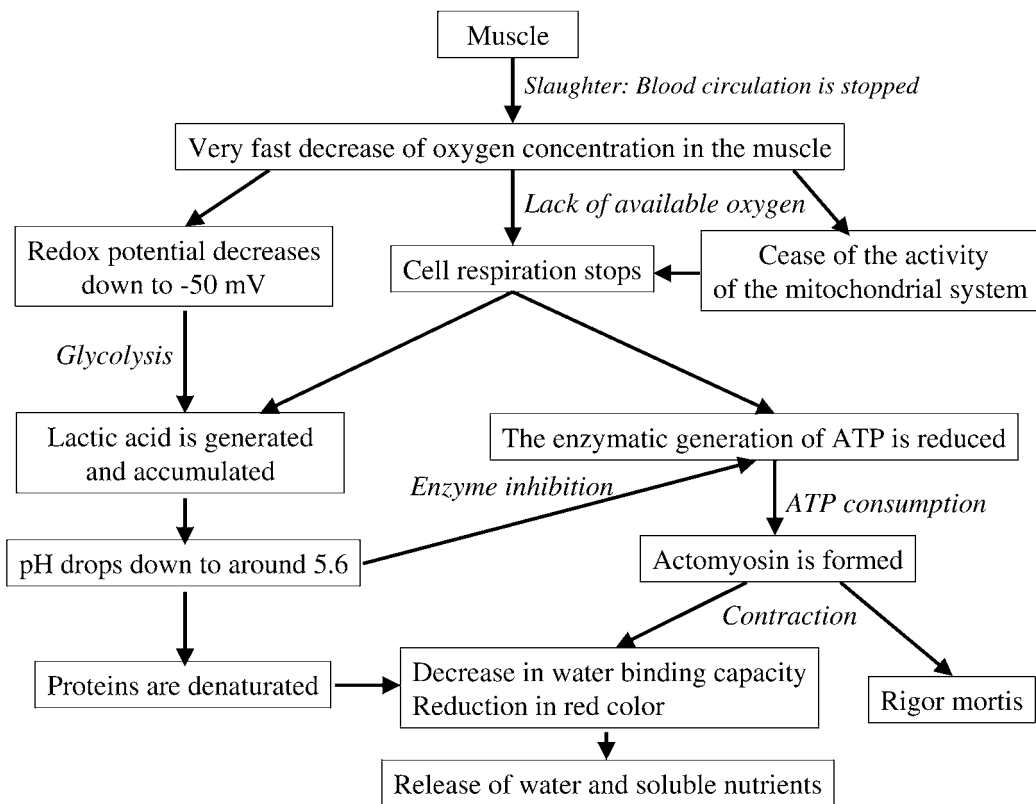 Muscle
Slaughter: Blood circulation is stopped
Very fast decrease of oxygen concentration in the muscle
Lack of available oxygen
Redox potential decreases
down to -50 mV
Cell respiration stops
Cease of the activity
of the mitochondrial system
Glycolysis
Lactic acid is generated
and accumulated
The enzymatic generation of ATP is reduced
Enzyme inhibition
ATP consumption
pH drops down to around 5.6
Actomyosin is formed
Contraction
Proteins are denaturated
Decrease in water binding capacity
Reduction in red color
Rigor mortis
Release of water and soluble nutrients